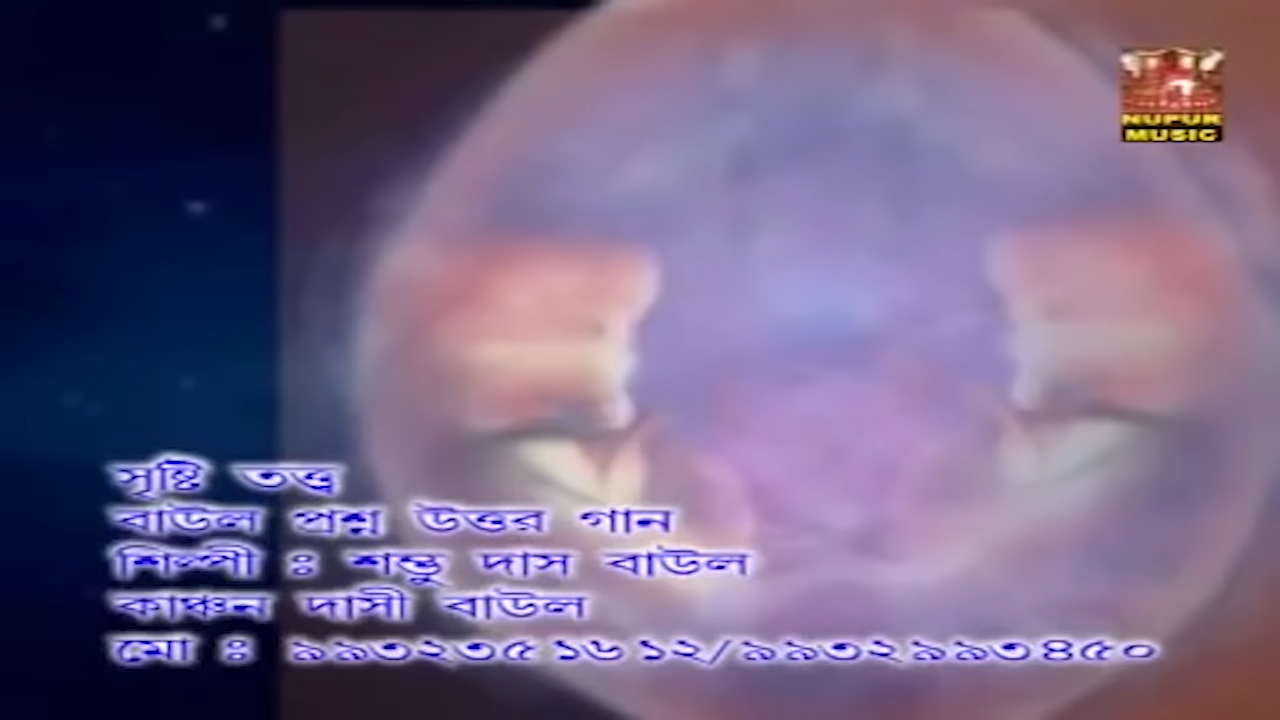 NUPUR
MUSIC
সৃষ্টি তত্ত্ব
বাউল প্রশ্ন উত্তর গান
শিল্পী ঃ শম্ভু দাস বাউল
কাঞ্চন দাসী বাউল
মো ঃ ৯৯৩২৩৫১৬১২/৯৯৩২৯৯৩৪৫০